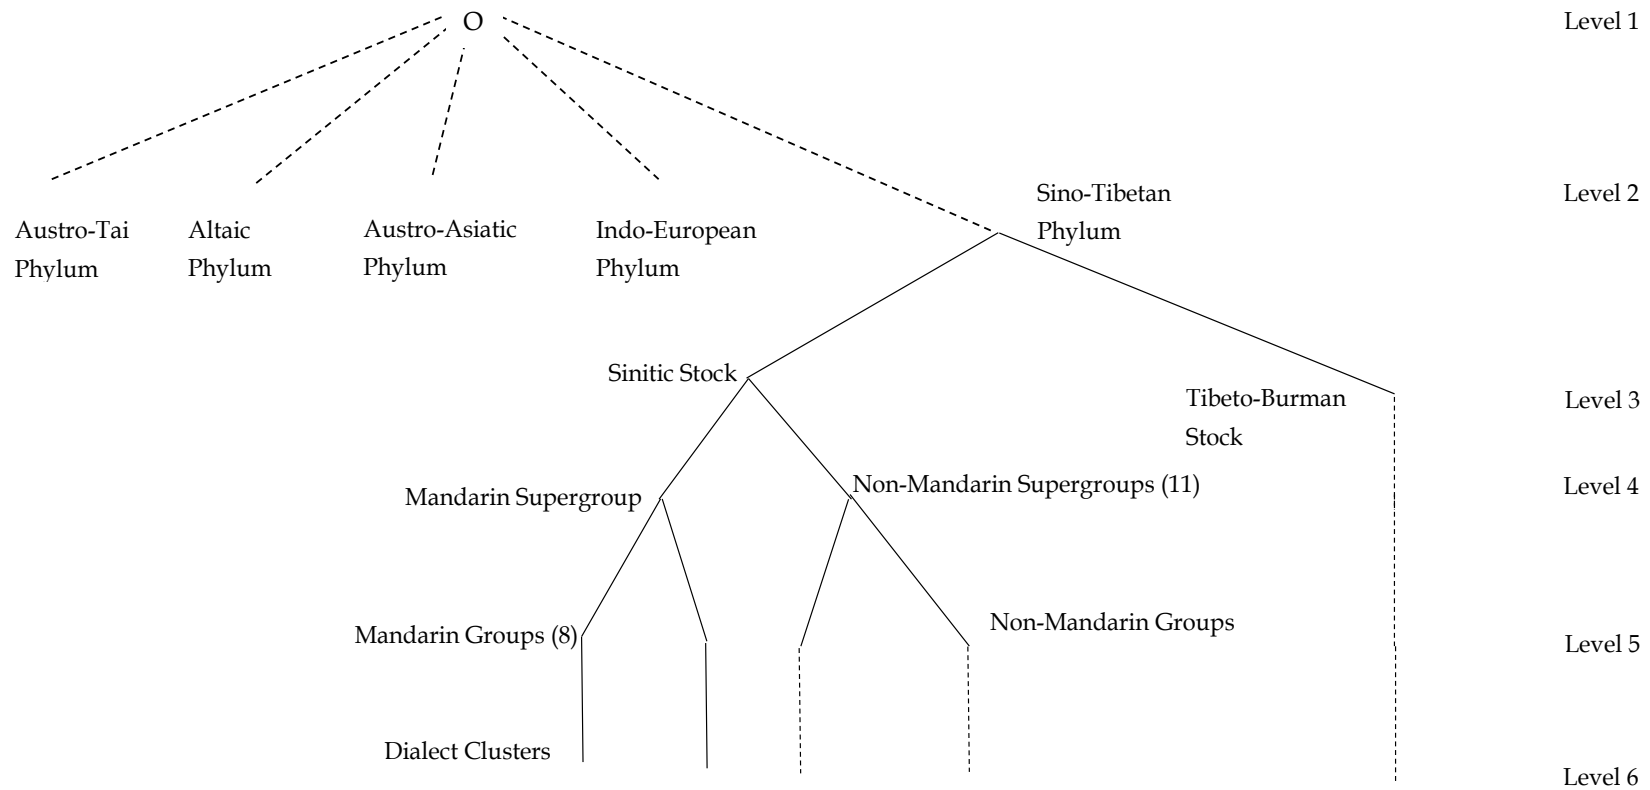 O
Level 1
Sino-Tibetan
Phylum
Level 2
Austro-Tai
Phylum
Altaic
Phylum
Austro-Asiatic
Phylum
Indo-European
Phylum
Sinitic Stock
Tibeto-Burman
Stock
Level 3
Mandarin Supergroup
Non-Mandarin Supergroups (11)
Level 4
Mandarin Groups (8)
Non-Mandarin Groups
Level 5
Dialect Clusters
Level 6